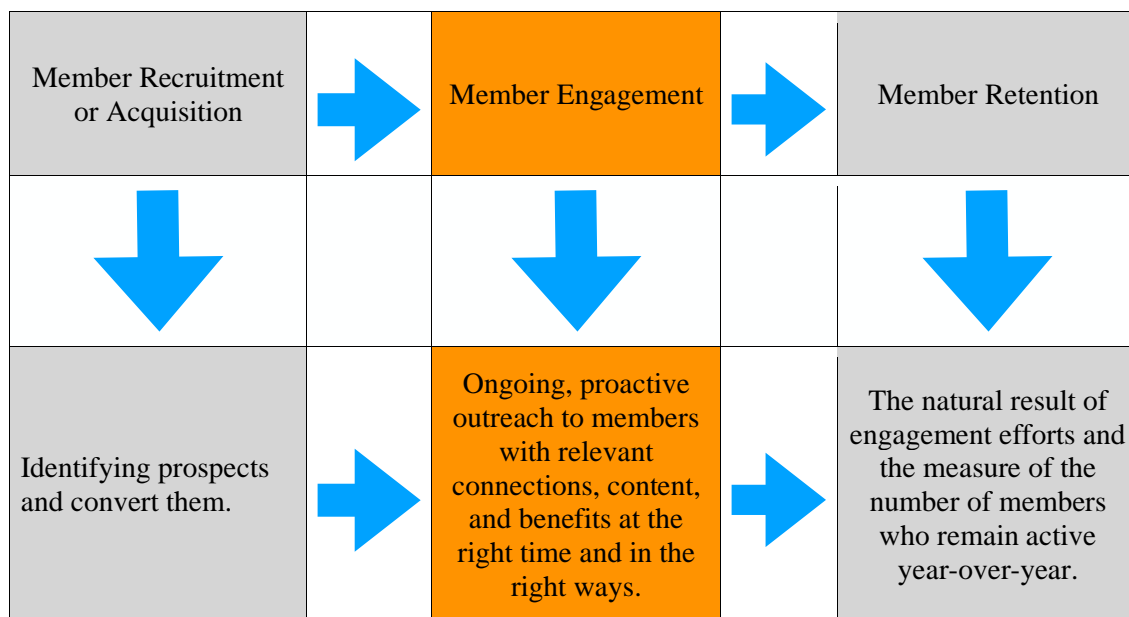 Member Recruitment
or Acquisition
Member Engagement
Member Retention
Identifying prospects
and convert them.
Ongoing, proactive
outreach to members
with relevant
connections, content,
and benefits at the
right time and in the
right ways.
The natural result of
engagement efforts and
the measure of the
number of members
who remain active
year-over-year.